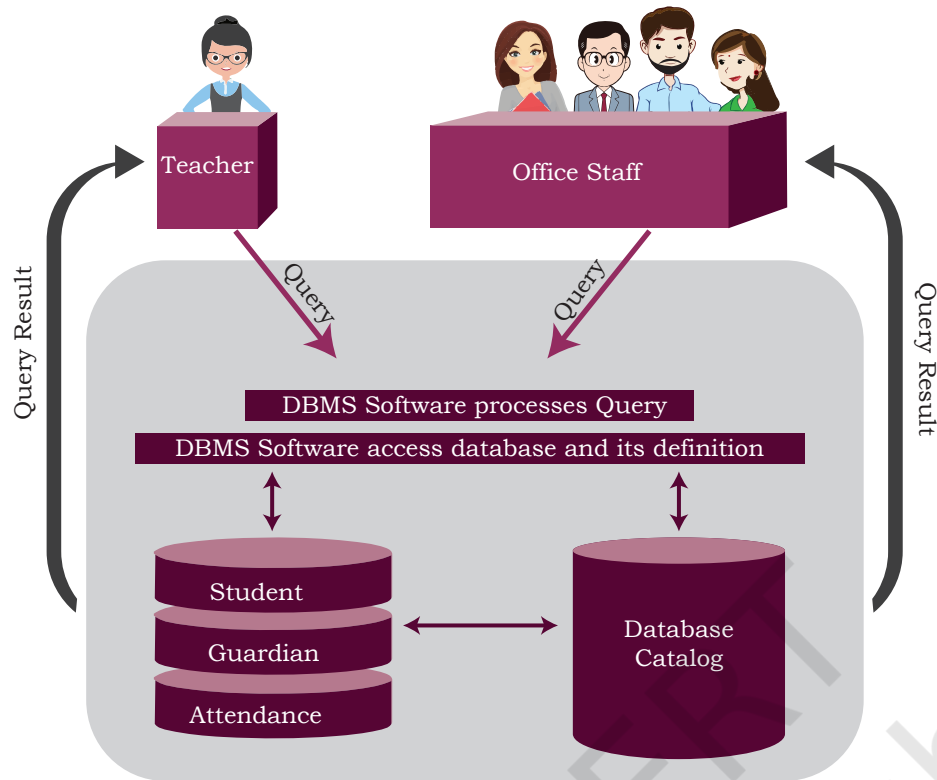 Teacher
Office Staff
Query
Query
Query Result
Query Result
DBMS Software processes Query
DBMS Software access database and its definition
Student
Guardian
Attendance
Database
Catalog